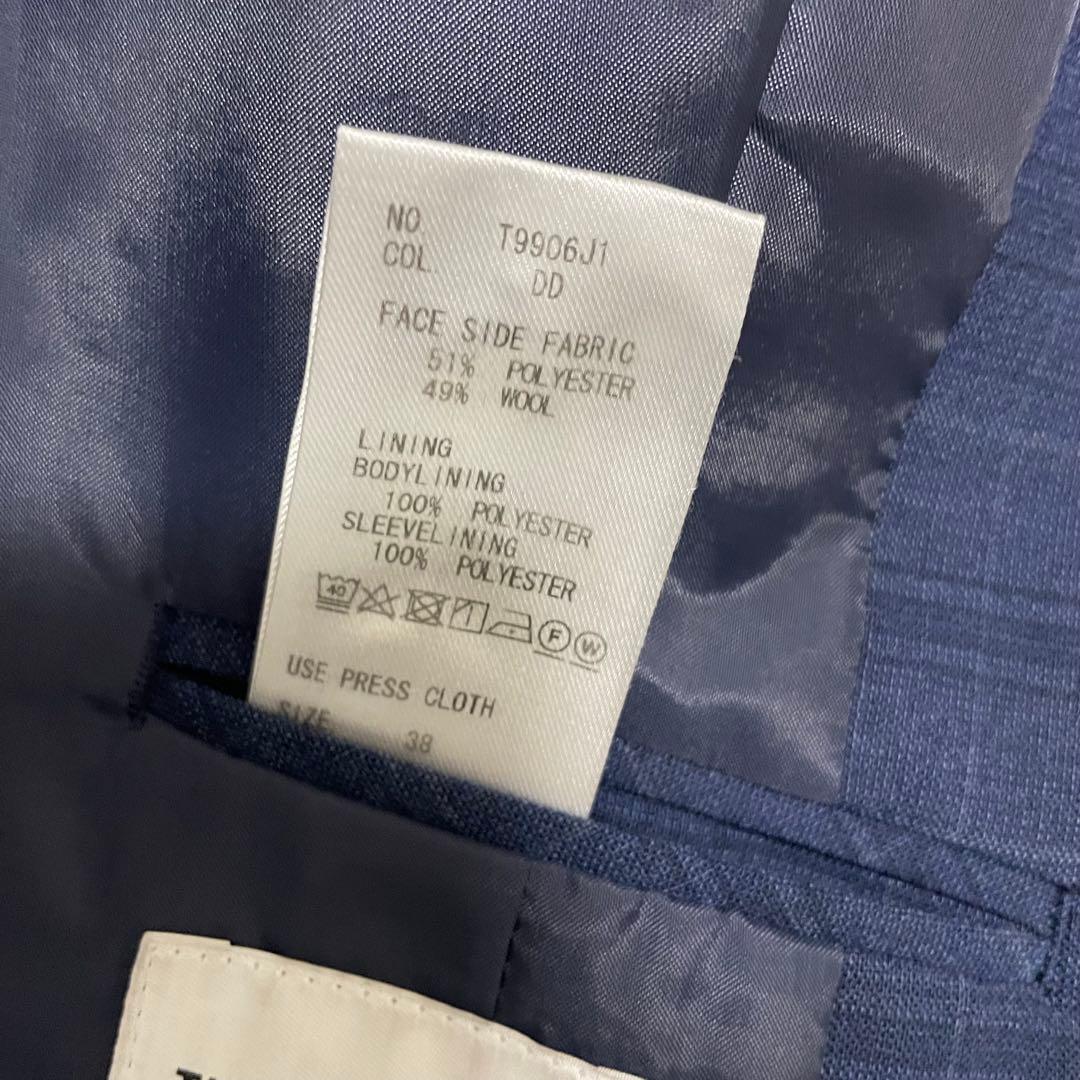 NO. T9906J1
COL. DD
FACE SIDE FABRIC
51% POLYESTER
49% WOOL
LINING
BODYLINING
100% POLYESTER
SLEEVELINING
100% POLYESTER
40 F W
USE PRESS CLOTH
SIZE 38